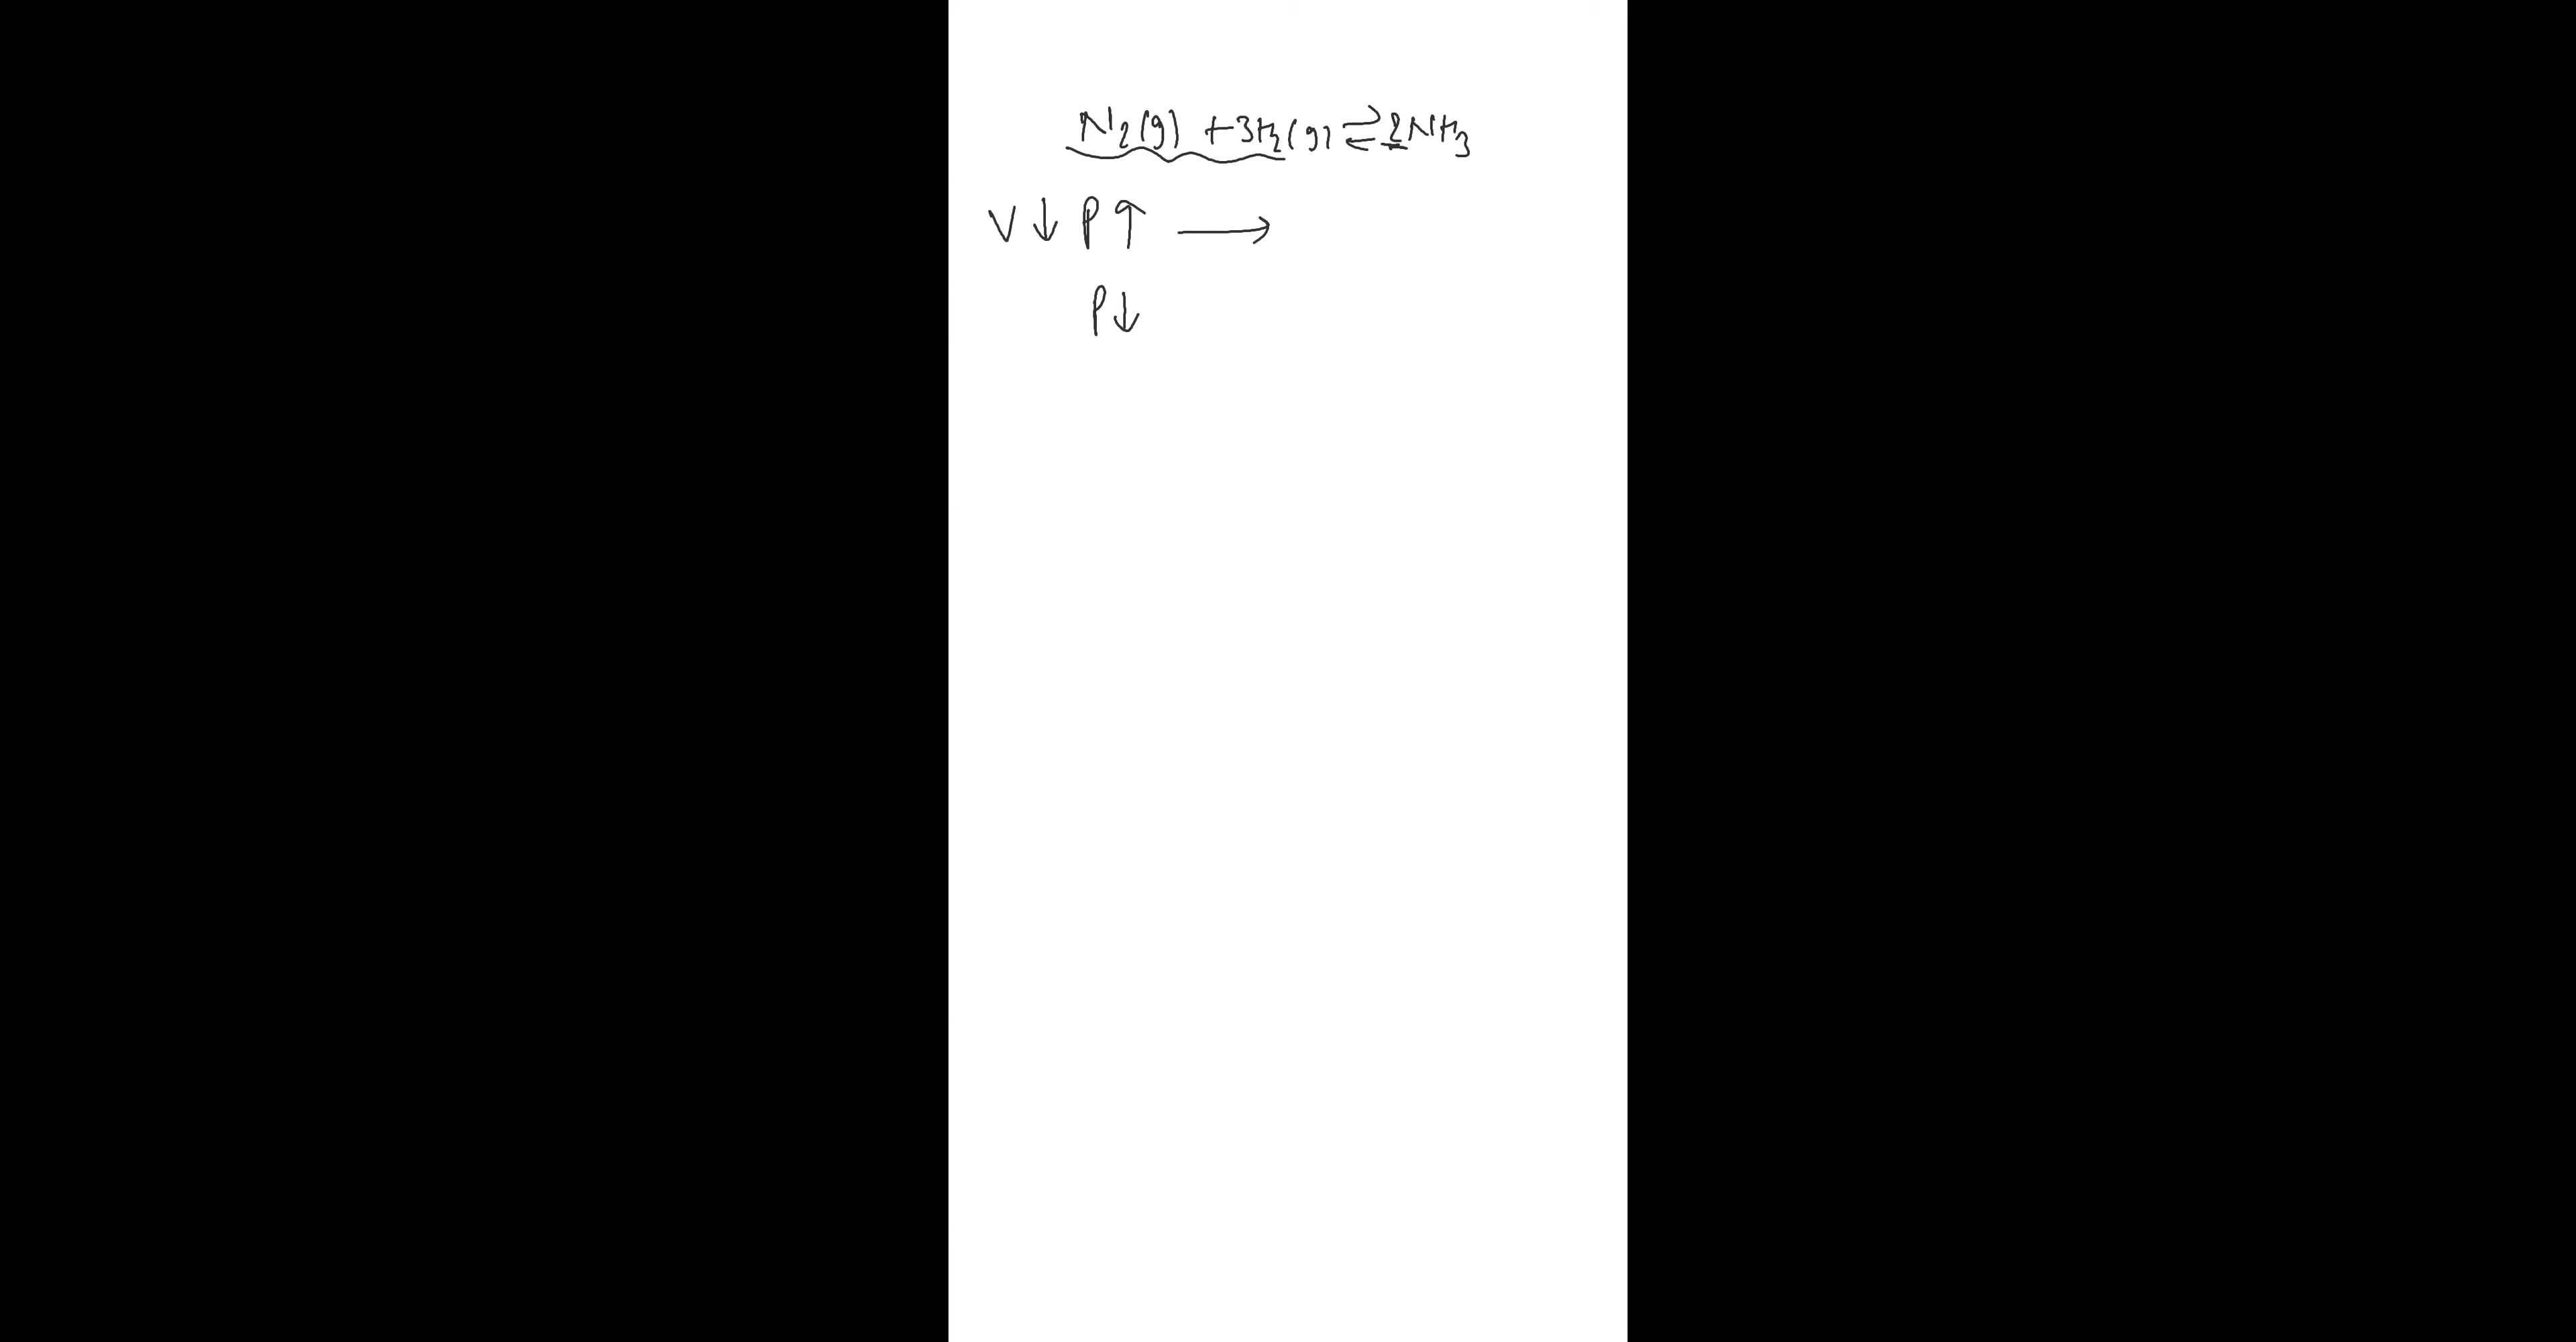 N₂(g) + 3H₂(g) ⇌ 2NH₃
V↓ P↑ ⟶
P↓